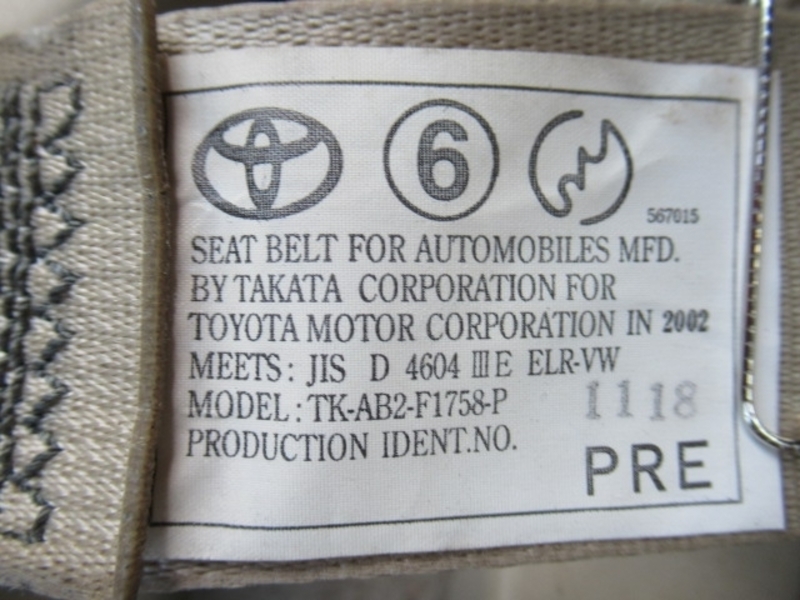 6
567015
SEAT BELT FOR AUTOMOBILES MFD.
BY TAKATA CORPORATION FOR
TOYOTA MOTOR CORPORATION IN 2002
MEETS: JIS D 4604 III E ELR-VW
MODEL: TK-AB2-F1758-P
1118
PRODUCTION IDENT.NO.
PRE